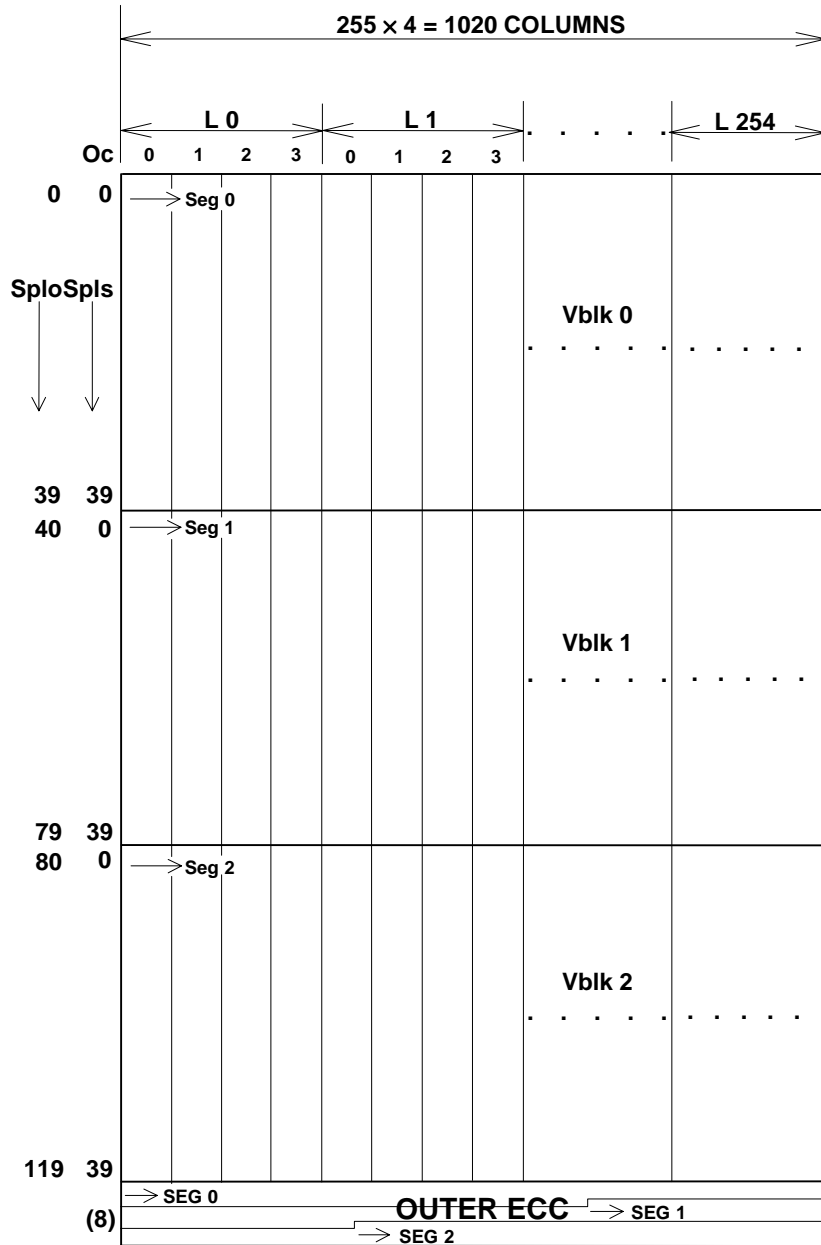 255 × 4 = 1020 COLUMNS
L 0 L 1 . . . . . L 254
Oc 0 1 2 3 0 1 2 3
0 0 Seg 0
Splo Spls
Vblk 0
. . . . . . . . . .
39 39
40 0 Seg 1
Vblk 1
. . . . . . . . . .
79 39
80 0 Seg 2
Vblk 2
. . . . . . . . . .
119 39
SEG 0
OUTER ECC
(8) SEG 1
SEG 2